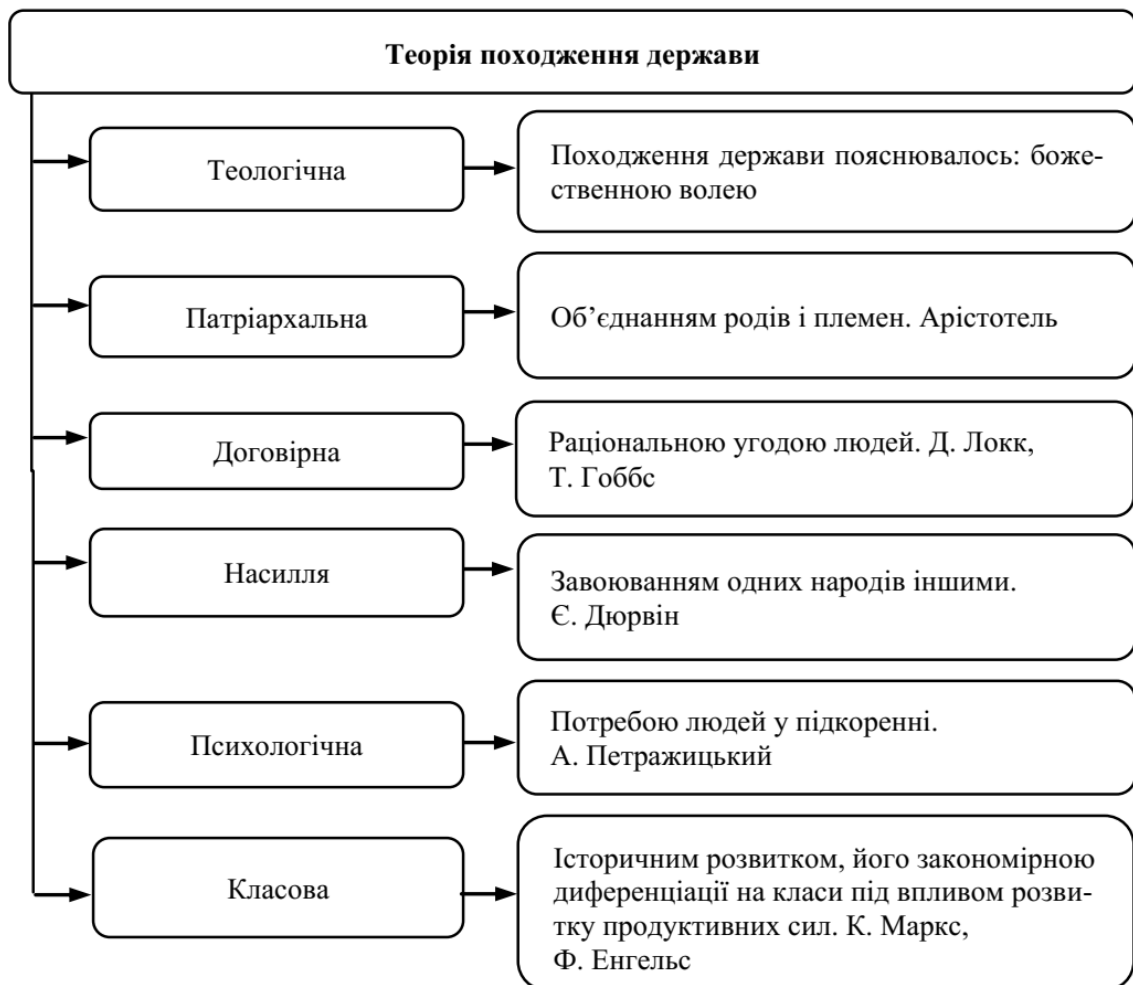 Теорія походження держави
Теологічна
Походження держави пояснювалось: боже-
ственною волею
Патріархальна
Об’єднанням родів і племен. Арістотель
Договірна
Раціональною угодою людей. Д. Локк,
Т. Гоббс
Насилля
Завоюванням одних народів іншими.
Є. Дюрвін
Психологічна
Потребою людей у підкоренні.
А. Петражицький
Класова
Історичним розвитком, його закономірною
диференціації на класи під впливом розви-
тку продуктивних сил. К. Маркс,
Ф. Енгельс